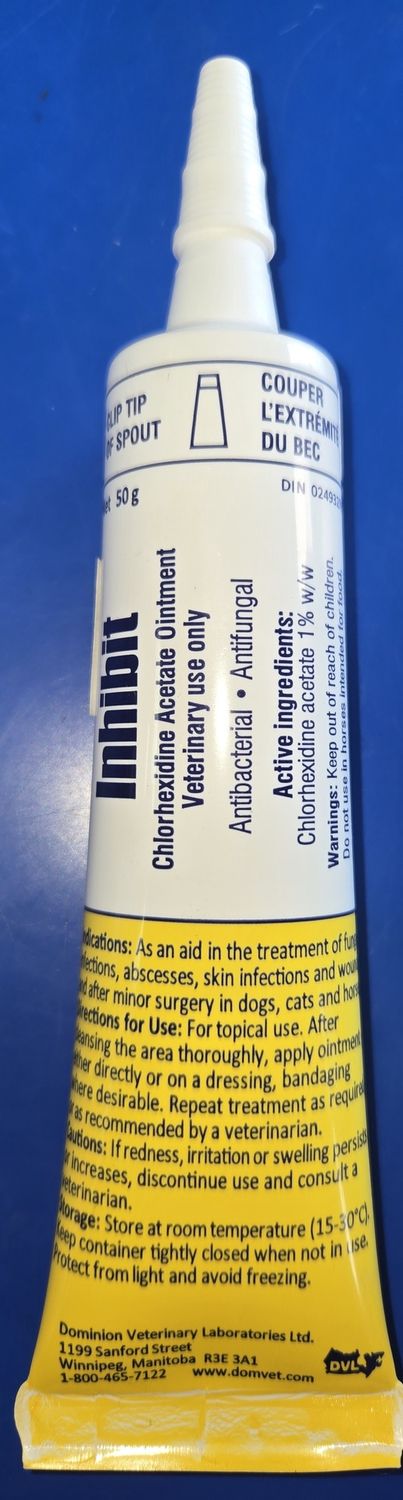 CLIP TIP
OF SPOUT
COUPER
L'EXTRÉMITÉ
DU BEC
50 g
DIN
Inhibit
Chlorhexidine Acetate Ointment
Veterinary use only
Antibacterial • Antifungal
Active ingredients:
Chlorhexidine acetate 1% w/w
Warnings: Keep out of reach of children.
Do not use in horses intended for food.
Indications: As an aid in the treatment of
abscesses, skin infections and
after minor surgery in dogs, cats and
Directions for Use: For topical use. After
cleansing the area thoroughly, apply ointment
either directly or on a dressing, bandaging
where desirable. Repeat treatment as required
or as recommended by a veterinarian.
Cautions: If redness, irritation or swelling persists
or increases, discontinue use and consult a
veterinarian.
Storage: Store at room temperature (15-30°C).
Keep container tightly closed when not in use.
Protect from light and avoid freezing.
Dominion Veterinary Laboratories Ltd.
1199 Sanford Street
Winnipeg, Manitoba R3E 3A1
1-800-465-7122 www.domvet.com
DVL